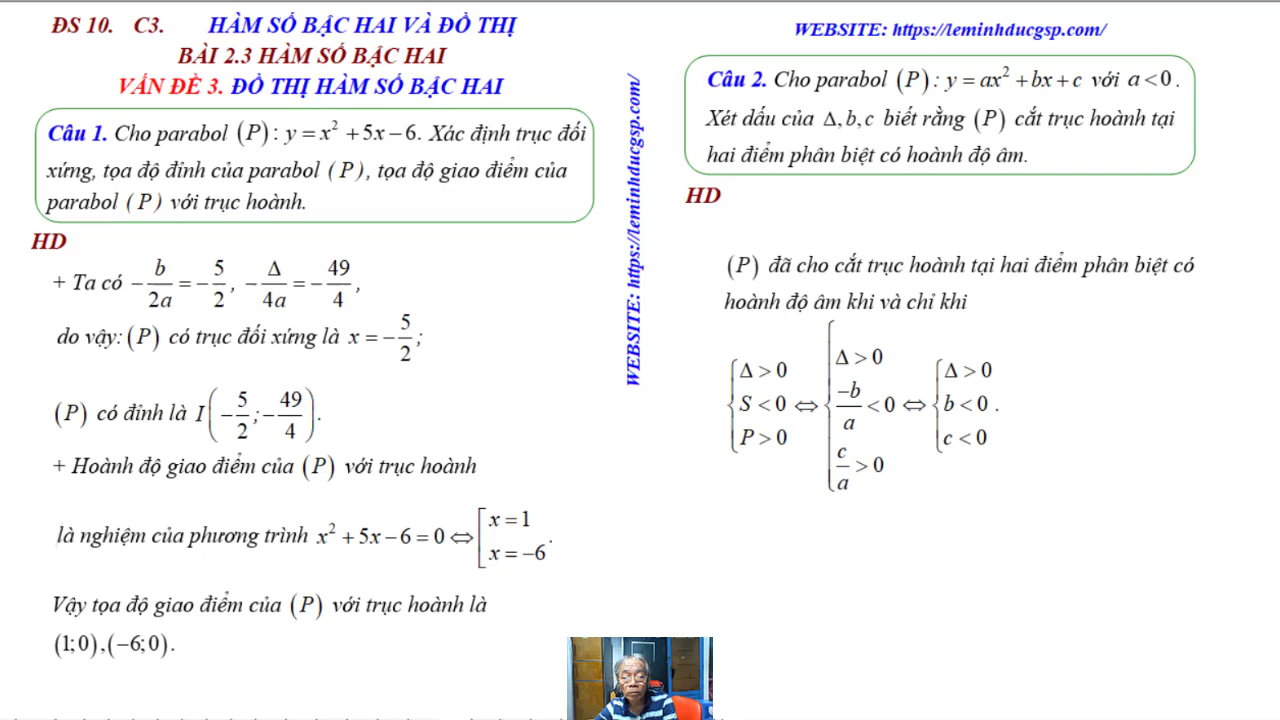 ĐS 10. C3. HÀM SỐ BẬC HAI VÀ ĐỒ THỊ
BÀI 2.3 HÀM SỐ BẬC HAI
VẤN ĐỀ 3. ĐỒ THỊ HÀM SỐ BẬC HAI
Câu 1. Cho parabol (P): y = x² + 5x − 6. Xác định trục đối
xứng, tọa độ đỉnh của parabol (P), tọa độ giao điểm của
parabol (P) với trục hoành.
HD
+ Ta có −b/2a = −5/2, −Δ/4a = −49/4,
do vậy: (P) có trục đối xứng là x = −5/2;
(P) có đỉnh là I(−5/2; −49/4).
+ Hoành độ giao điểm của (P) với trục hoành
là nghiệm của phương trình x² + 5x − 6 = 0 ⇔ [x = 1
x = −6.
Vậy tọa độ giao điểm của (P) với trục hoành là
(1;0),(−6;0).
WEBSITE: https://leminhducgsp.com/
WEBSITE: https://leminhducgsp.com/
Câu 2. Cho parabol (P): y = ax² + bx + c với a < 0.
Xét dấu của Δ, b, c biết rằng (P) cắt trục hoành tại
hai điểm phân biệt có hoành độ âm.
HD
(P) đã cho cắt trục hoành tại hai điểm phân biệt có
hoành độ âm khi và chỉ khi
{Δ > 0
S < 0
P > 0
⇔ {Δ > 0
−b/a < 0
c/a > 0
⇔ {Δ > 0
b < 0.
c < 0